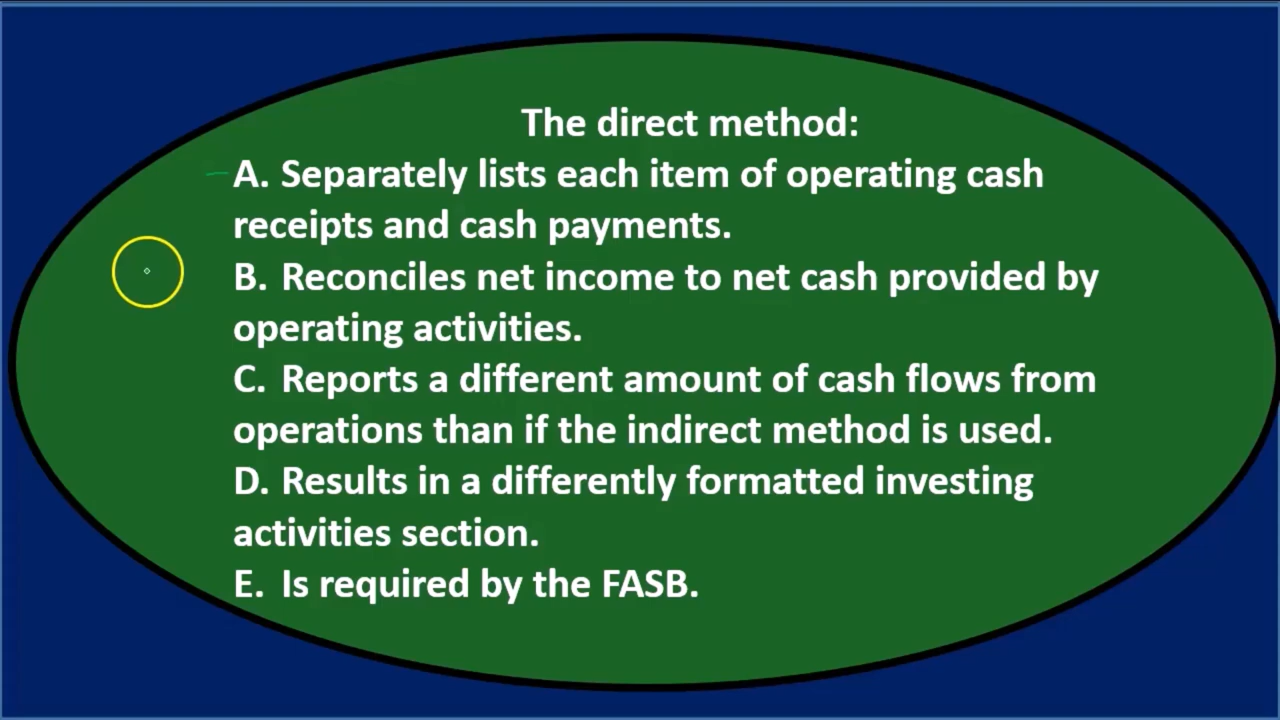 The direct method:
A. Separately lists each item of operating cash
receipts and cash payments.
B. Reconciles net income to net cash provided by
operating activities.
C. Reports a different amount of cash flows from
operations than if the indirect method is used.
D. Results in a differently formatted investing
activities section.
E. Is required by the FASB.